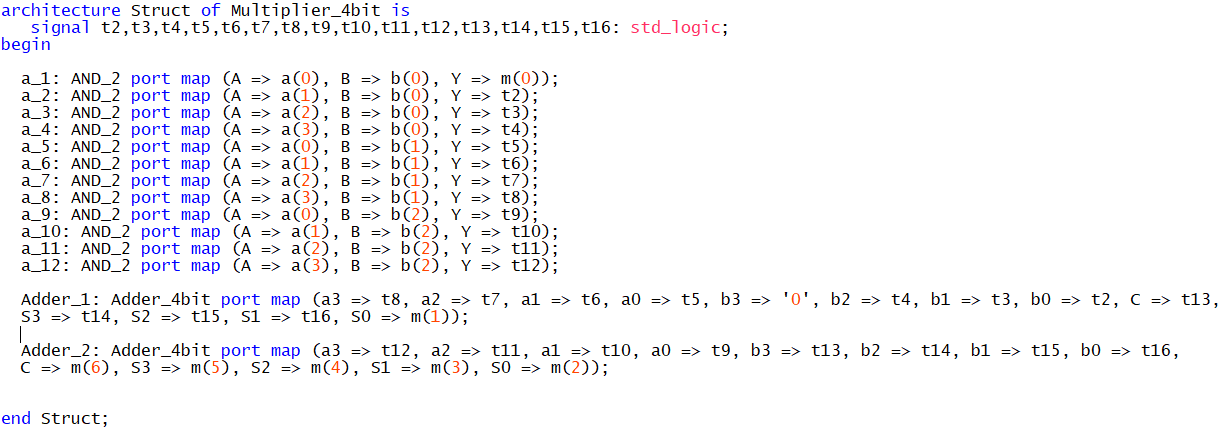 architecture Struct of Multiplier_4bit is
signal t2,t3,t4,t5,t6,t7,t8,t9,t10,t11,t12,t13,t14,t15,t16: std_logic;
begin
a_1: AND_2 port map (A => a(0), B => b(0), Y => m(0));
a_2: AND_2 port map (A => a(1), B => b(0), Y => t2);
a_3: AND_2 port map (A => a(2), B => b(0), Y => t3);
a_4: AND_2 port map (A => a(3), B => b(0), Y => t4);
a_5: AND_2 port map (A => a(0), B => b(1), Y => t5);
a_6: AND_2 port map (A => a(1), B => b(1), Y => t6);
a_7: AND_2 port map (A => a(2), B => b(1), Y => t7);
a_8: AND_2 port map (A => a(3), B => b(1), Y => t8);
a_9: AND_2 port map (A => a(0), B => b(2), Y => t9);
a_10: AND_2 port map (A => a(1), B => b(2), Y => t10);
a_11: AND_2 port map (A => a(2), B => b(2), Y => t11);
a_12: AND_2 port map (A => a(3), B => b(2), Y => t12);
Adder_1: Adder_4bit port map (a3 => t8, a2 => t7, a1 => t6, a0 => t5, b3 => '0', b2 => t4, b1 => t3, b0 => t2, C => t13,
S3 => t14, S2 => t15, S1 => t16, S0 => m(1));
Adder_2: Adder_4bit port map (a3 => t12, a2 => t11, a1 => t10, a0 => t9, b3 => t13, b2 => t14, b1 => t15, b0 => t16,
C => m(6), S3 => m(5), S2 => m(4), S1 => m(3), S0 => m(2));
end Struct;